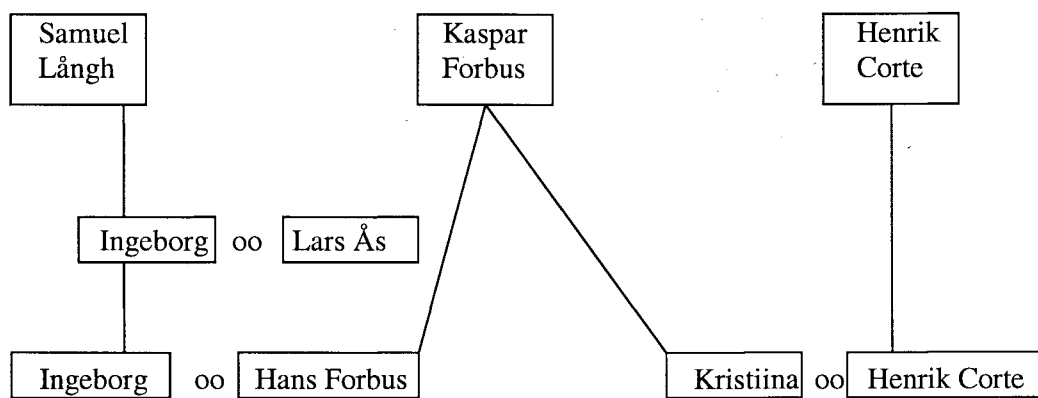 Samuel
Långh
Kaspar
Forbus
Henrik
Corte
Ingeborg oo Lars Ås
Ingeborg oo Hans Forbus Kristiina oo Henrik Corte